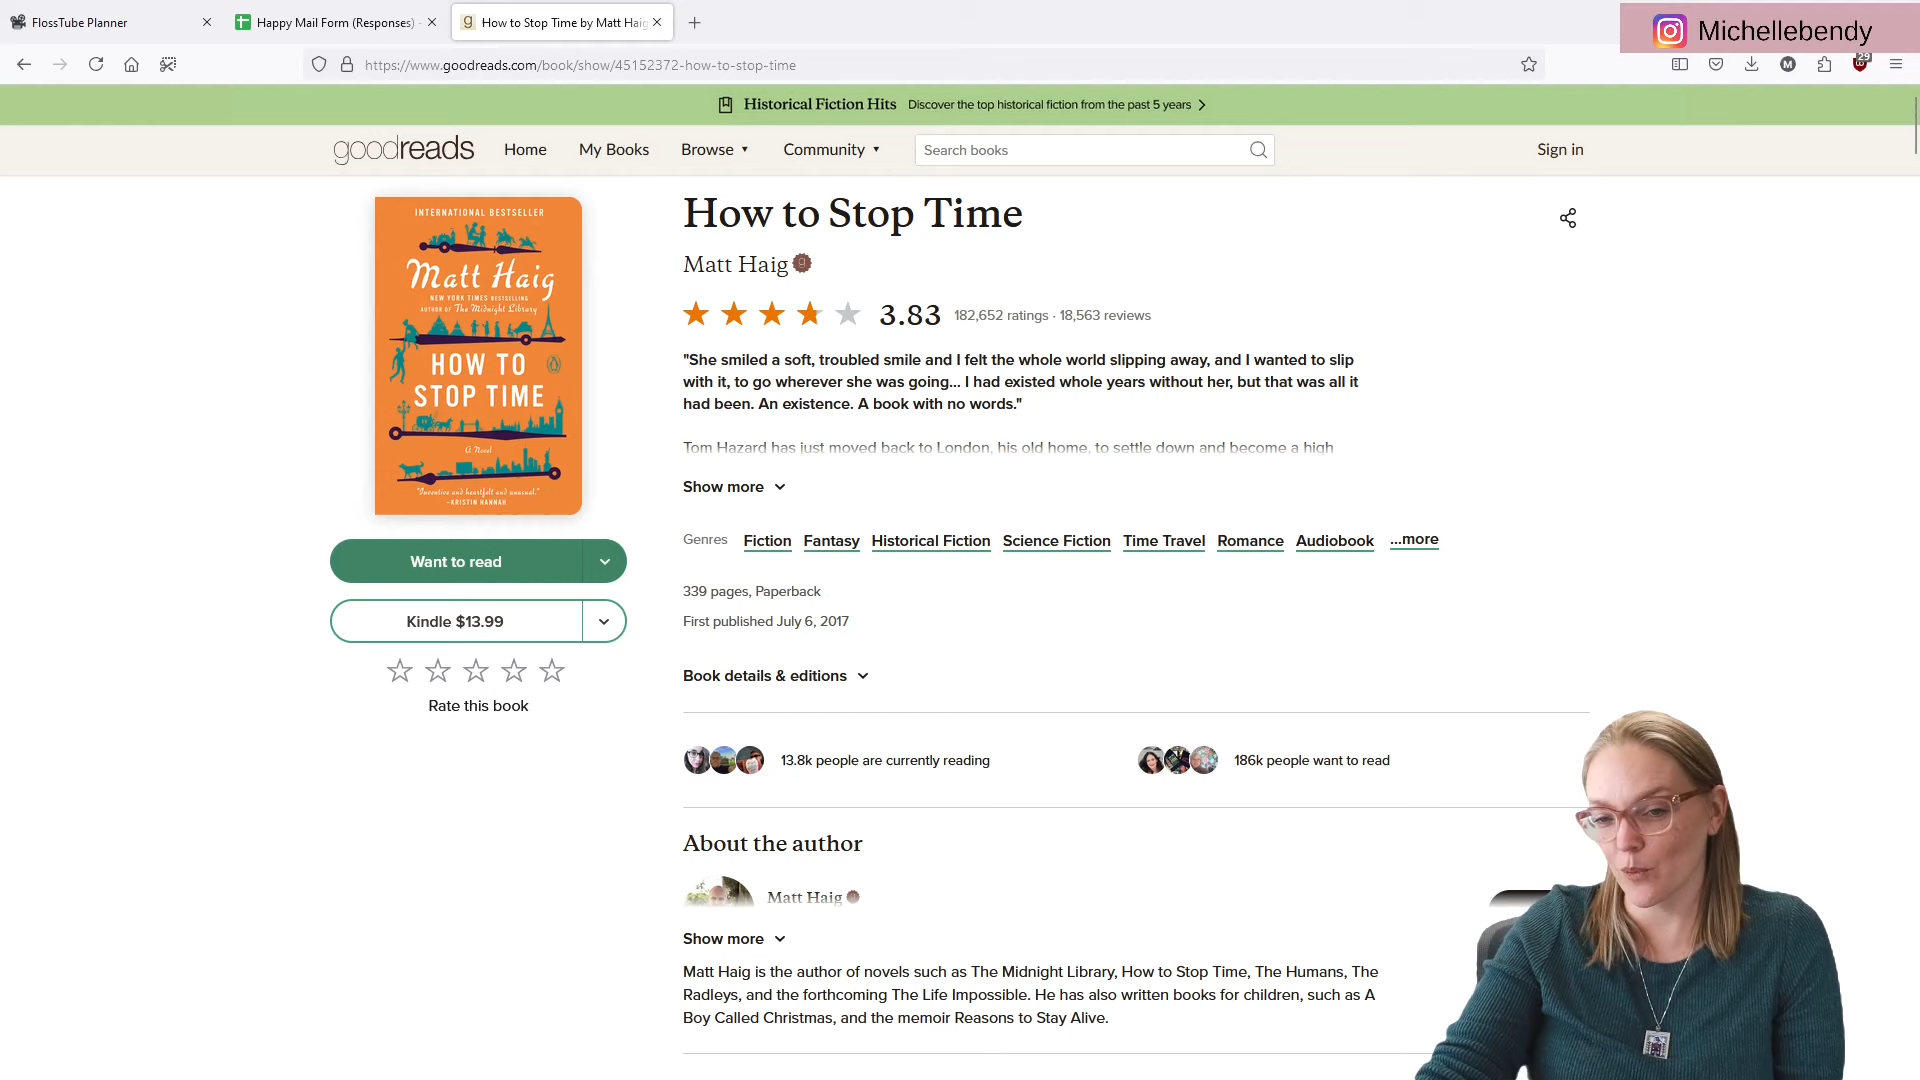 FlossTube Planner
Happy Mail Form (Responses) -
How to Stop Time by Matt Haig
Michellebendy
https://www.goodreads.com/book/show/45152372-how-to-stop-time
M
29
Historical Fiction Hits Discover the top historical fiction from the past 5 years
goodreads
Home
My Books
Browse
Community
Search books
Sign in
INTERNATIONAL BESTSELLER
Matt Haig
NEW YORK TIMES BESTSELLING
AUTHOR OF The Midnight Library
HOW TO
STOP TIME
A Novel
"Inventive and heartfelt and unusual."
—KRISTIN HANNAH
Want to read
Kindle $13.99
Rate this book
How to Stop Time
Matt Haig
3.83 182,652 ratings · 18,563 reviews
"She smiled a soft, troubled smile and I felt the whole world slipping away, and I wanted to slip
with it, to go wherever she was going... I had existed whole years without her, but that was all it
had been. An existence. A book with no words."
Tom Hazard has just moved back to London, his old home, to settle down and become a high
Show more
Genres Fiction Fantasy Historical Fiction Science Fiction Time Travel Romance Audiobook ...more
339 pages, Paperback
First published July 6, 2017
Book details & editions
13.8k people are currently reading
186k people want to read
About the author
Matt Haig
Show more
Matt Haig is the author of novels such as The Midnight Library, How to Stop Time, The Humans, The
Radleys, and the forthcoming The Life Impossible. He has also written books for children, such as A
Boy Called Christmas, and the memoir Reasons to Stay Alive.